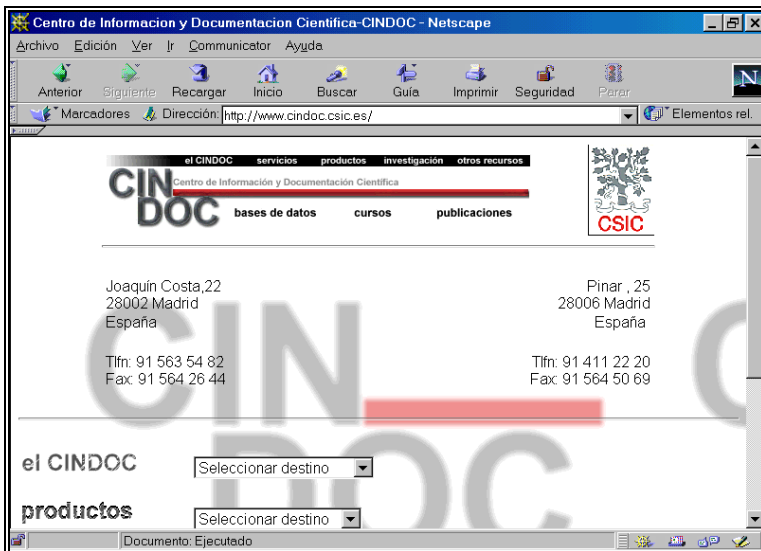 Centro de Informacion y Documentacion Cientifica-CINDOC - Netscape
Archivo Edición Ver Ir Communicator Ayuda
Anterior Siguiente Recargar Inicio Buscar Guía Imprimir Seguridad Parar
N
Marcadores Dirección: http://www.cindoc.csic.es/ Elementos rel.
el CINDOC servicios productos investigación otros recursos
CINDOC
Centro de Información y Documentación Científica
bases de datos cursos publicaciones
CSIC
Joaquín Costa,22
28002 Madrid
España
Tlfn: 91 563 54 82
Fax: 91 564 26 44
Pinar , 25
28006 Madrid
España
Tlfn: 91 411 22 20
Fax: 91 564 50 69
CIN
DOC
C
el CINDOC Seleccionar destino
productos Seleccionar destino
Documento: Ejecutado